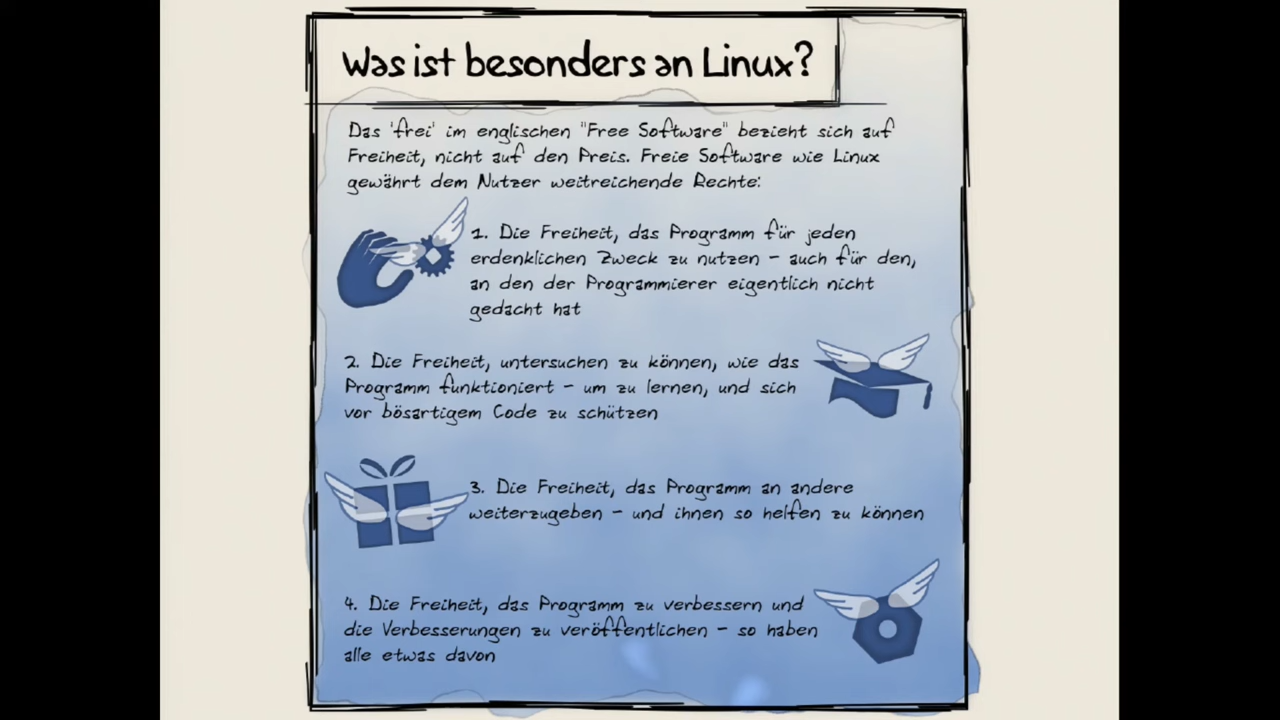 Was ist besonders an Linux?
Das 'frei' im englischen "Free Software" bezieht sich auf
Freiheit, nicht auf den Preis. Freie Software wie Linux
gewährt dem Nutzer weitreichende Rechte:
1. Die Freiheit, das Programm für jeden
erdenklichen Zweck zu nutzen – auch für den,
an den der Programmierer eigentlich nicht
gedacht hat
2. Die Freiheit, untersuchen zu können, wie das
Programm funktioniert – um zu lernen, und sich
vor bösartigem Code zu schützen
3. Die Freiheit, das Programm an andere
weiterzugeben – und ihnen so helfen zu können
4. Die Freiheit, das Programm zu verbessern und
die Verbesserungen zu veröffentlichen – so haben
alle etwas davon